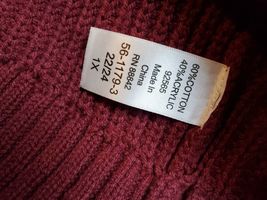 60%COTTON
40%ACRYLIC
92565
Made In
China
RN 88842
56-1179-3
22/24
1X